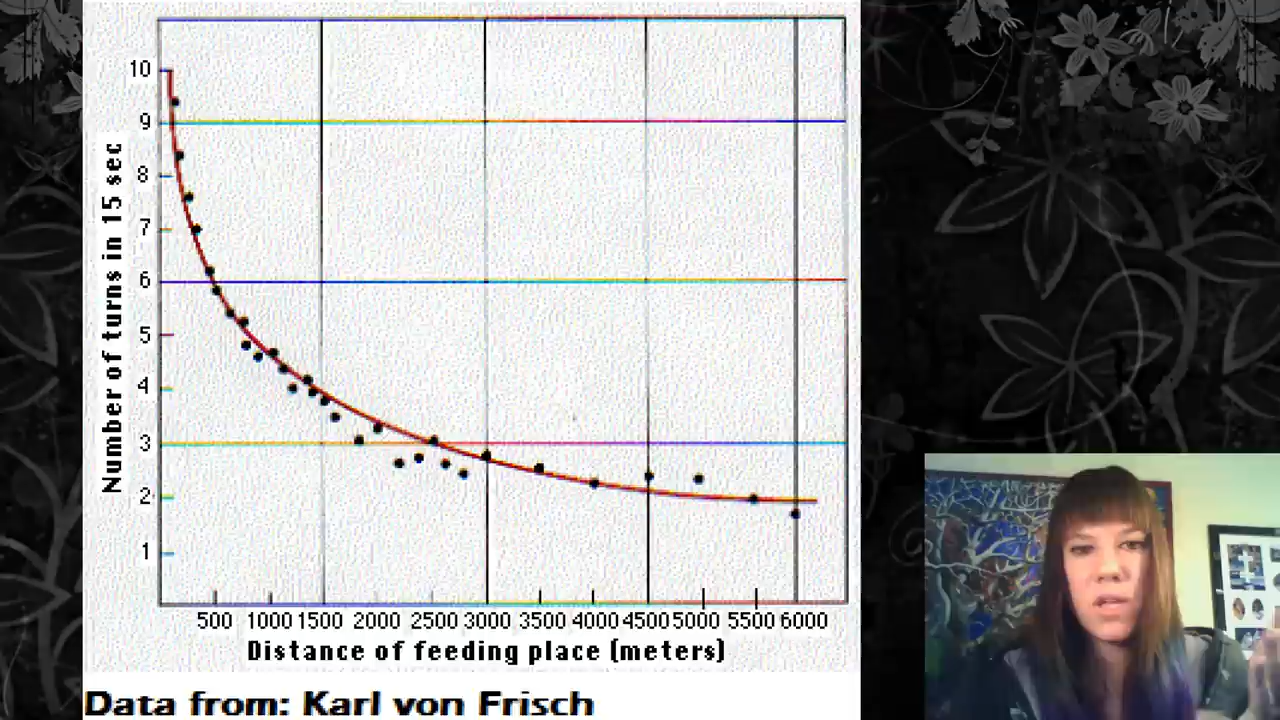 10
9
8
7
6
5
4
3
2
1
Number of turns in 15 sec
500 1000 1500 2000 2500 3000 3500 4000 4500 5000 5500 6000
Distance of feeding place (meters)
Data from: Karl von Frisch